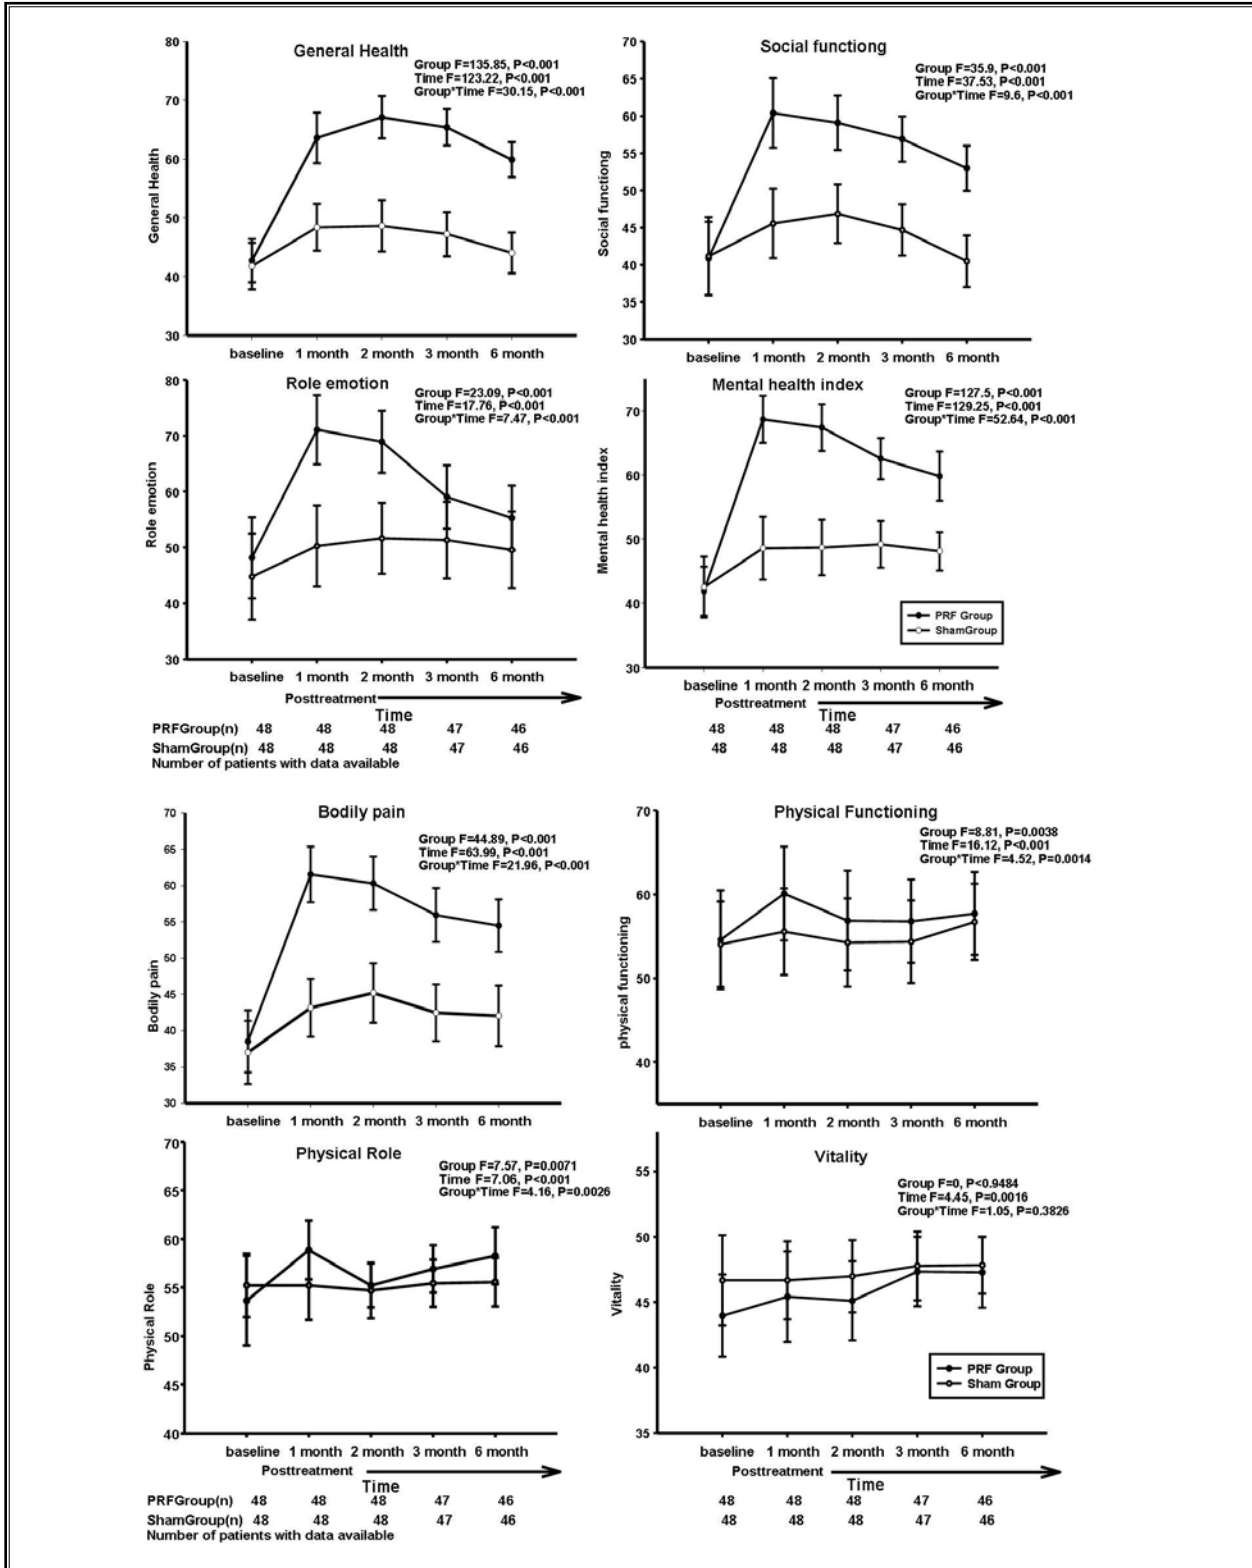 General Health
Group F=135.85, P<0.001
Time F=123.22, P<0.001
Group*Time F=30.15, P<0.001
General Health
80
70
60
50
40
30
baseline 1 month 2 month 3 month 6 month
Social functiong
Group F=35.9, P<0.001
Time F=37.53, P<0.001
Group*Time F=9.6, P<0.001
Social functiong
70
65
60
55
50
45
40
35
30
baseline 1 month 2 month 3 month 6 month
Role emotion
Group F=23.09, P<0.001
Time F=17.76, P<0.001
Group*Time F=7.47, P<0.001
Role emotion
80
70
60
50
40
30
baseline 1 month 2 month 3 month 6 month
Posttreatment
Time
Mental health index
Group F=127.5, P<0.001
Time F=129.25, P<0.001
Group*Time F=52.64, P<0.001
Mental health index
70
60
50
40
30
PRF Group
ShamGroup
baseline 1 month 2 month 3 month 6 month
Posttreatment
Time
PRFGroup(n) 48 48 48 47 46
ShamGroup(n) 48 48 48 47 46
Number of patients with data available
48 48 48 47 46
48 48 48 47 46
Bodily pain
Group F=44.89, P<0.001
Time F=63.99, P<0.001
Group*Time F=21.96, P<0.001
Bodily pain
70
65
60
55
50
45
40
35
30
baseline 1 month 2 month 3 month 6 month
Physical Functioning
Group F=8.81, P=0.0038
Time F=16.12, P<0.001
Group*Time F=4.52, P=0.0014
physical functioning
70
60
50
40
baseline 1 month 2 month 3 month 6 month
Physical Role
Group F=7.57, P=0.0071
Time F=7.06, P<0.001
Group*Time F=4.16, P=0.0026
Physical Role
70
65
60
55
50
45
40
baseline 1 month 2 month 3 month 6 month
Posttreatment
Time
Vitality
Group F=0, P<0.9484
Time F=4.45, P=0.0016
Group*Time F=1.05, P=0.3826
Vitality
55
50
45
40
35
PRF Group
Sham Group
baseline 1 month 2 month 3 month 6 month
Posttreatment
Time
PRFGroup(n) 48 48 48 47 46
ShamGroup(n) 48 48 48 47 46
Number of patients with data available
48 48 48 47 46
48 48 48 47 46